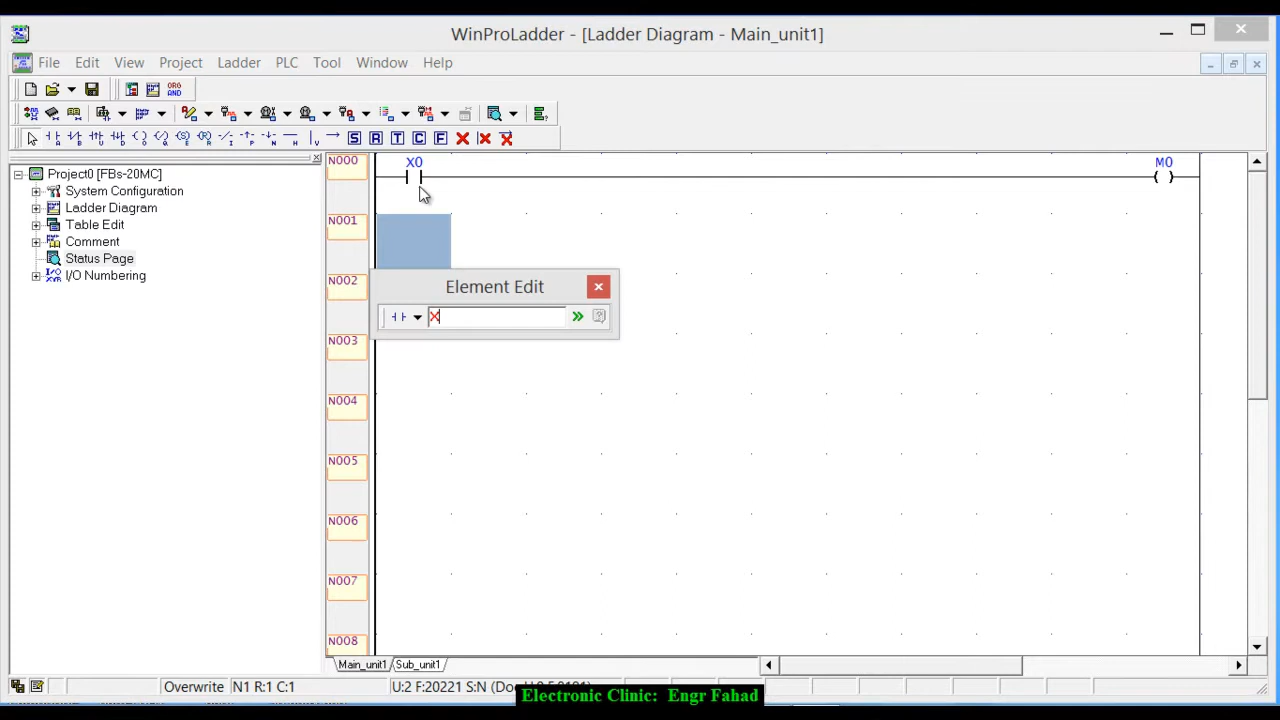 WinProLadder - [Ladder Diagram - Main_unit1]
File Edit View Project Ladder PLC Tool Window Help
ORG
AND
A B U D O Q S R I P N H V S R T C F
Project0 [FBs-20MC]
System Configuration
Ladder Diagram
Table Edit
Comment
Status Page
I/O Numbering
N000 X0 M0
N001
N002
Element Edit
X
N003
N004
N005
N006
N007
N008
Main_unit1 Sub_unit1
Overwrite N1 R:1 C:1
Electronic Clinic: Engr Fahad